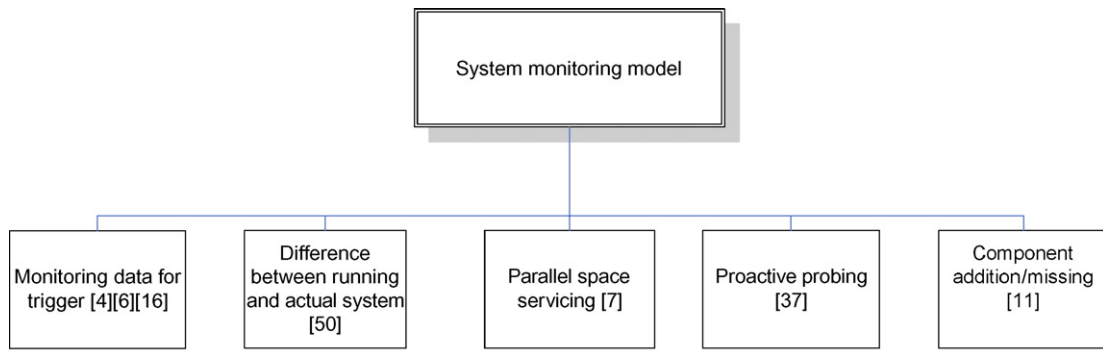 System monitoring model
Monitoring data for
trigger [4][6][16]
Difference
between running
and actual system
[50]
Parallel space
servicing [7]
Proactive probing
[37]
Component
addition/missing
[11]